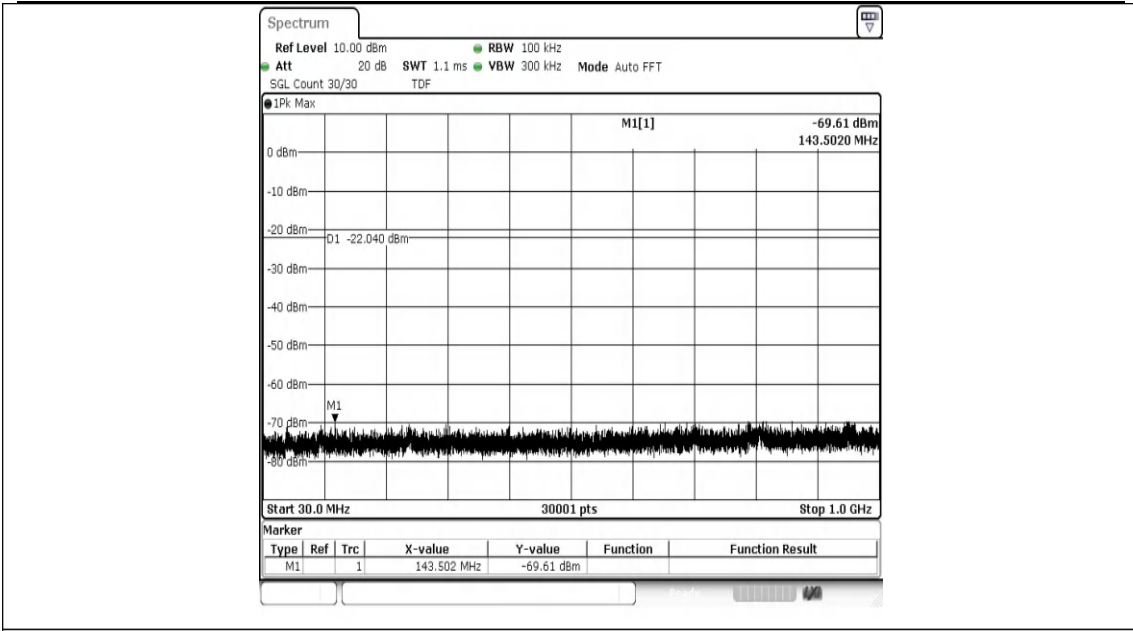 Spectrum
Ref Level 10.00 dBm RBW 100 kHz
Att 20 dB SWT 1.1 ms VBW 300 kHz Mode Auto FFT
SGL Count 30/30 TDF
1Pk Max
M1[1] -69.61 dBm
143.5020 MHz
0 dBm
-10 dBm
-20 dBm
D1 -22.040 dBm
-30 dBm
-40 dBm
-50 dBm
-60 dBm
M1
-70 dBm
-80 dBm
Start 30.0 MHz 30001 pts Stop 1.0 GHz
Marker
Type Ref Trc X-value Y-value Function Function Result
M1 1 143.502 MHz -69.61 dBm